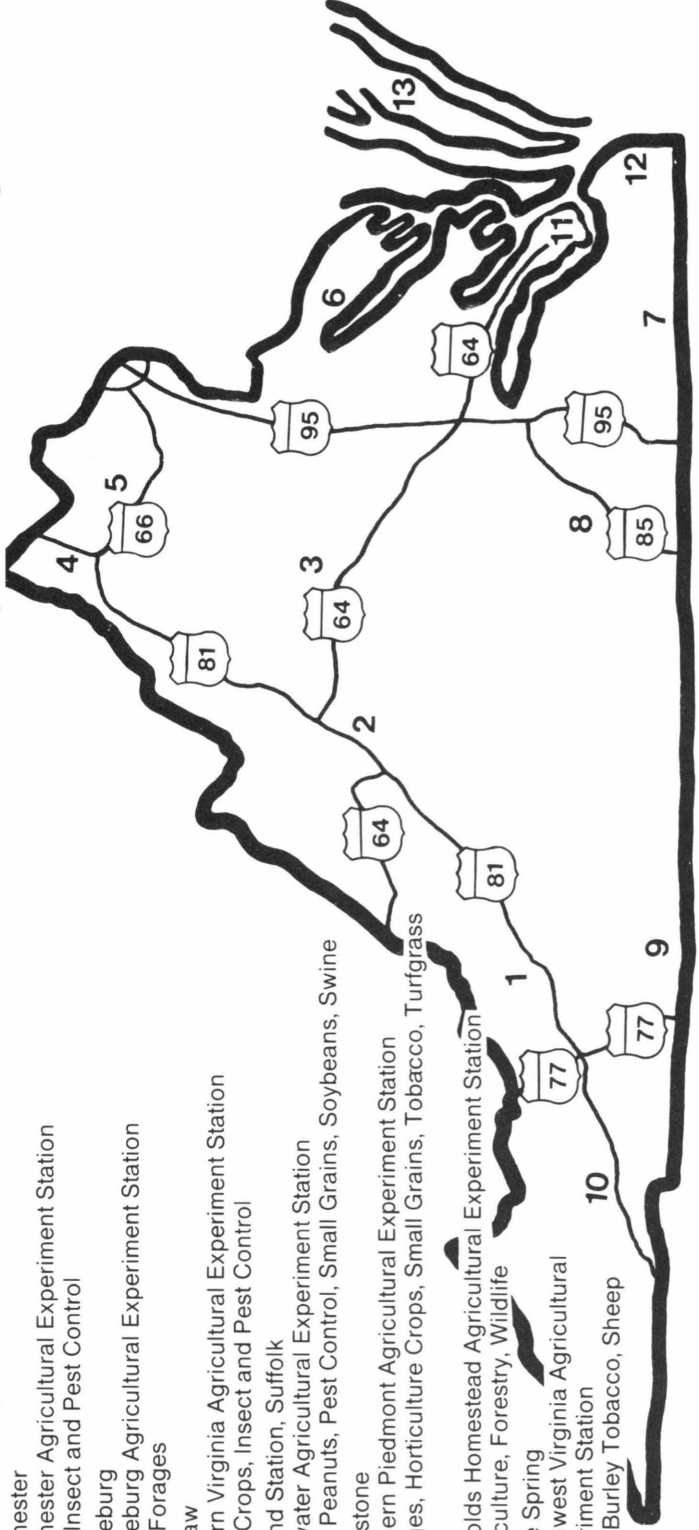 hester
hester Agricultural Experiment Station
Insect and Pest Control
eburg
eburg Agricultural Experiment Station
Forages
aw
rn Virginia Agricultural Experiment Station
Crops, Insect and Pest Control
nd Station, Suffolk
vater Agricultural Experiment Station
Peanuts, Pest Control, Small Grains, Soybeans, Swine
stone
ern Piedmont Agricultural Experiment Station
ges, Horticulture Crops, Small Grains, Tobacco, Turfgrass
olds Homestead Agricultural Experiment Station
culture, Forestry, Wildlife
e Spring
west Virginia Agricultural
riment Station
Burley Tobacco, Sheep
4
5
66
81
13
6
95
3
64
2
64
64
11
81
95
8
85
12
7
1
77
77
9
10